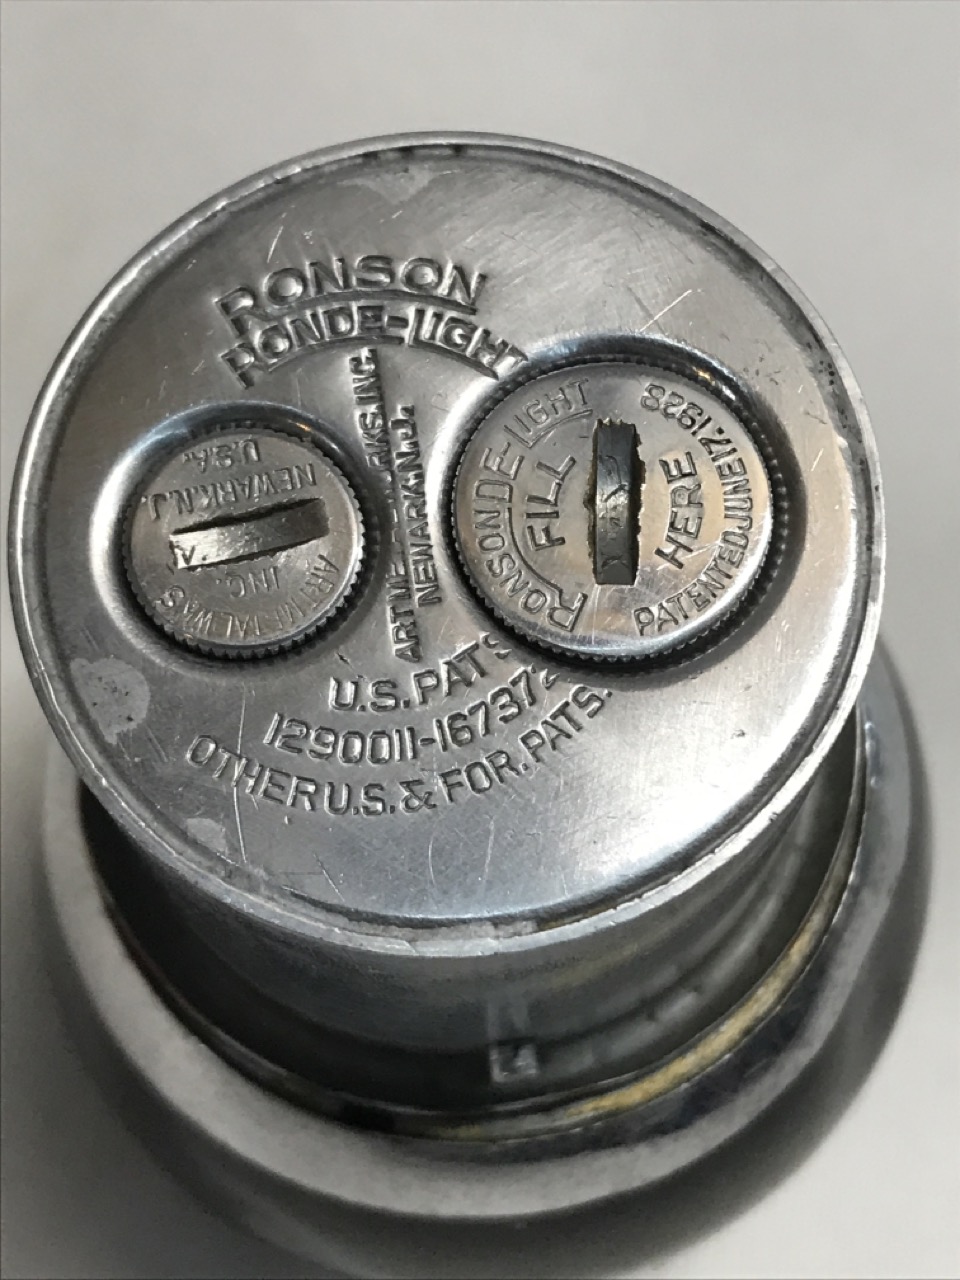 RONSON
RONDE-LIGHT
ART METAL WORKS. INC.
NEWARK. N.J.
U.S. PATS
1290011-16737
OTHER U.S. & FOR. PATS.
ART METAL WKS
INC.
NEWARK. N.J.
U.S.A.
RONSON DE-LIGHT
FILL
HERE
PATENTED JUNE 12. 1928